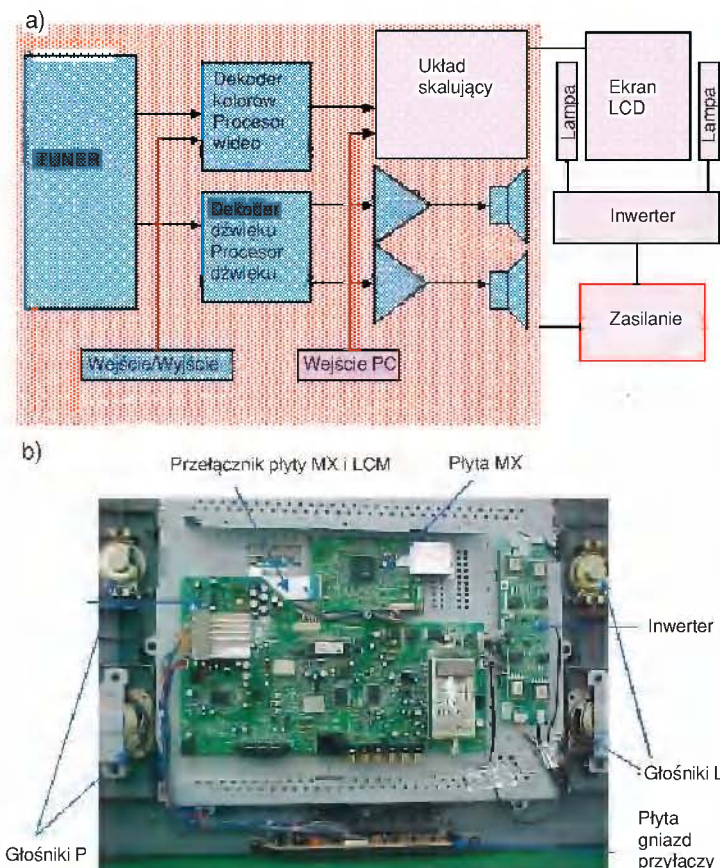 a)
TUNER
Dekoder
kolorów
Procesor
wideo
Układ
skalujący
Lampa
Ekran
LCD
Lampa
Dekoder
dźwięku
Procesor
dźwięku
Inwerter
Zasilanie
Wejście/Wyjście
Wejście PC
b)
Przełącznik płyty MX i LCM
Płyta MX
Inwerter
Głośniki L
Głośniki P
Płyta
gniazd
przyłączy